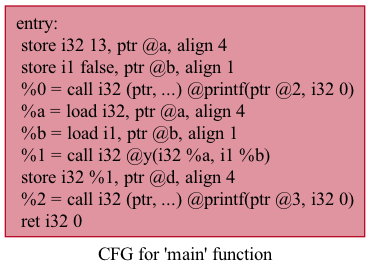 entry:
store i32 13, ptr @a, align 4
store i1 false, ptr @b, align 1
%0 = call i32 (ptr, ...) @printf(ptr @2, i32 0)
%a = load i32, ptr @a, align 4
%b = load i1, ptr @b, align 1
%1 = call i32 @y(i32 %a, i1 %b)
store i32 %1, ptr @d, align 4
%2 = call i32 (ptr, ...) @printf(ptr @3, i32 0)
ret i32 0
CFG for 'main' function